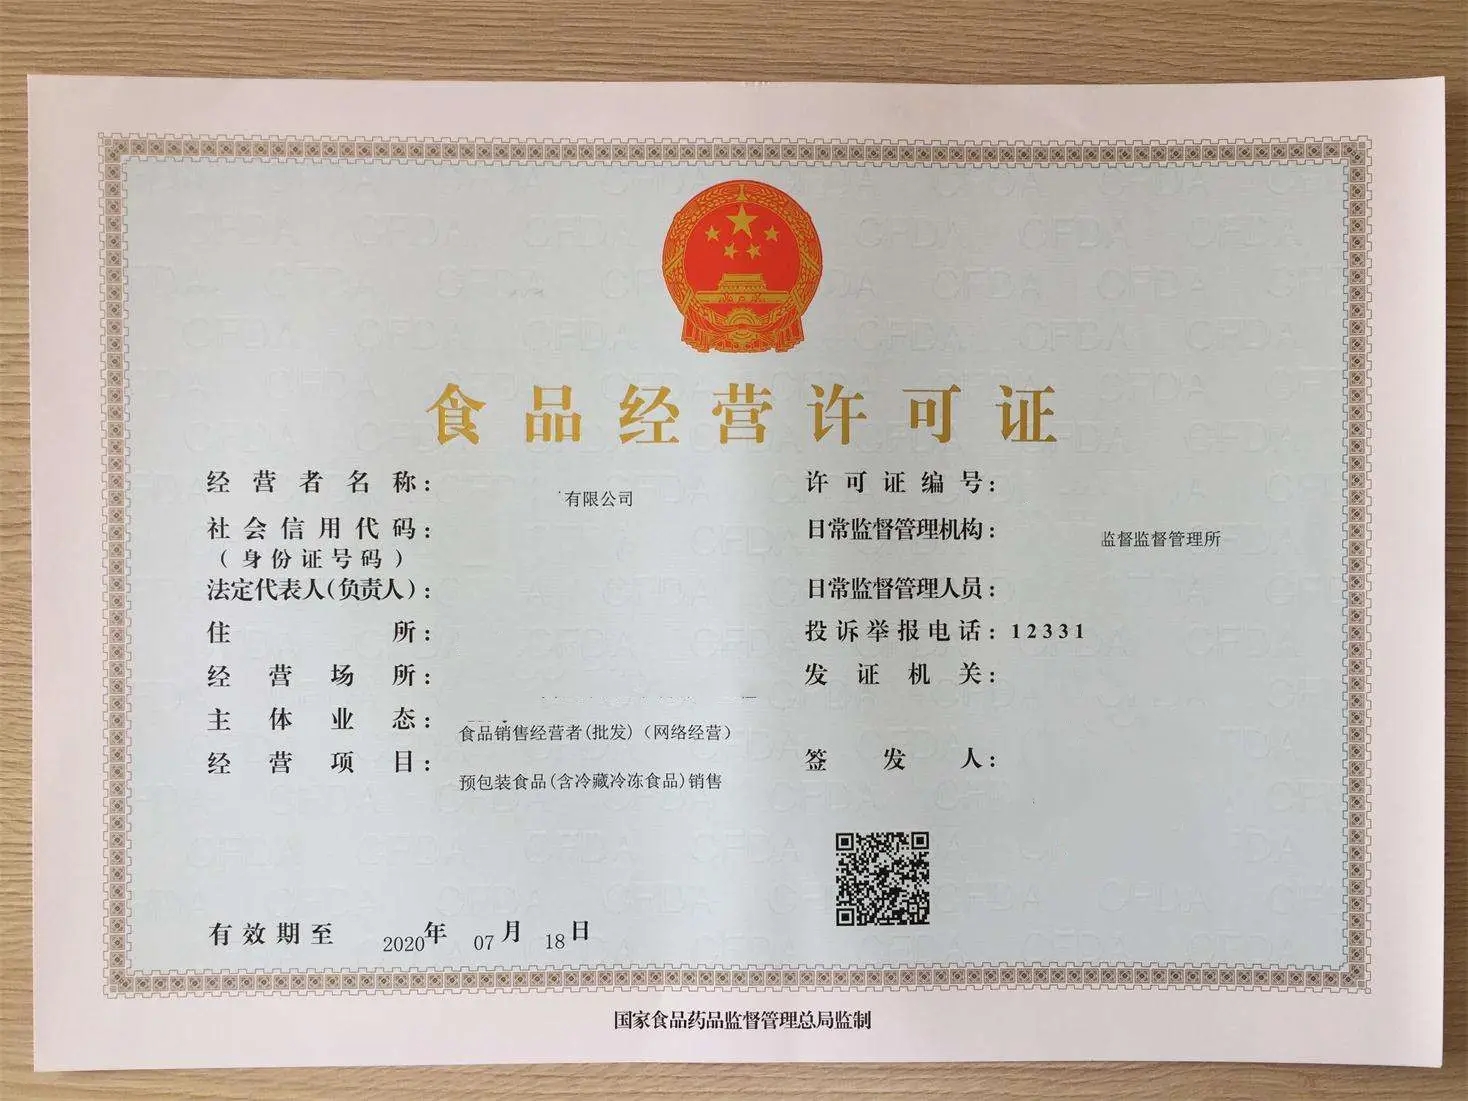 食品经营许可证
经营者名称： 有限公司
社会信用代码：
（身份证号码）
法定代表人(负责人)：
住所：
经营场所：
主体业态： 食品销售经营者(批发)（网络经营）
经营项目： 预包装食品(含冷藏冷冻食品)销售
许可证编号：
日常监督管理机构： 监督监督管理所
日常监督管理人员：
投诉举报电话：12331
发证机关：
签发人：
有效期至 2020年 07月 18日
国家食品药品监督管理总局监制
CFDA